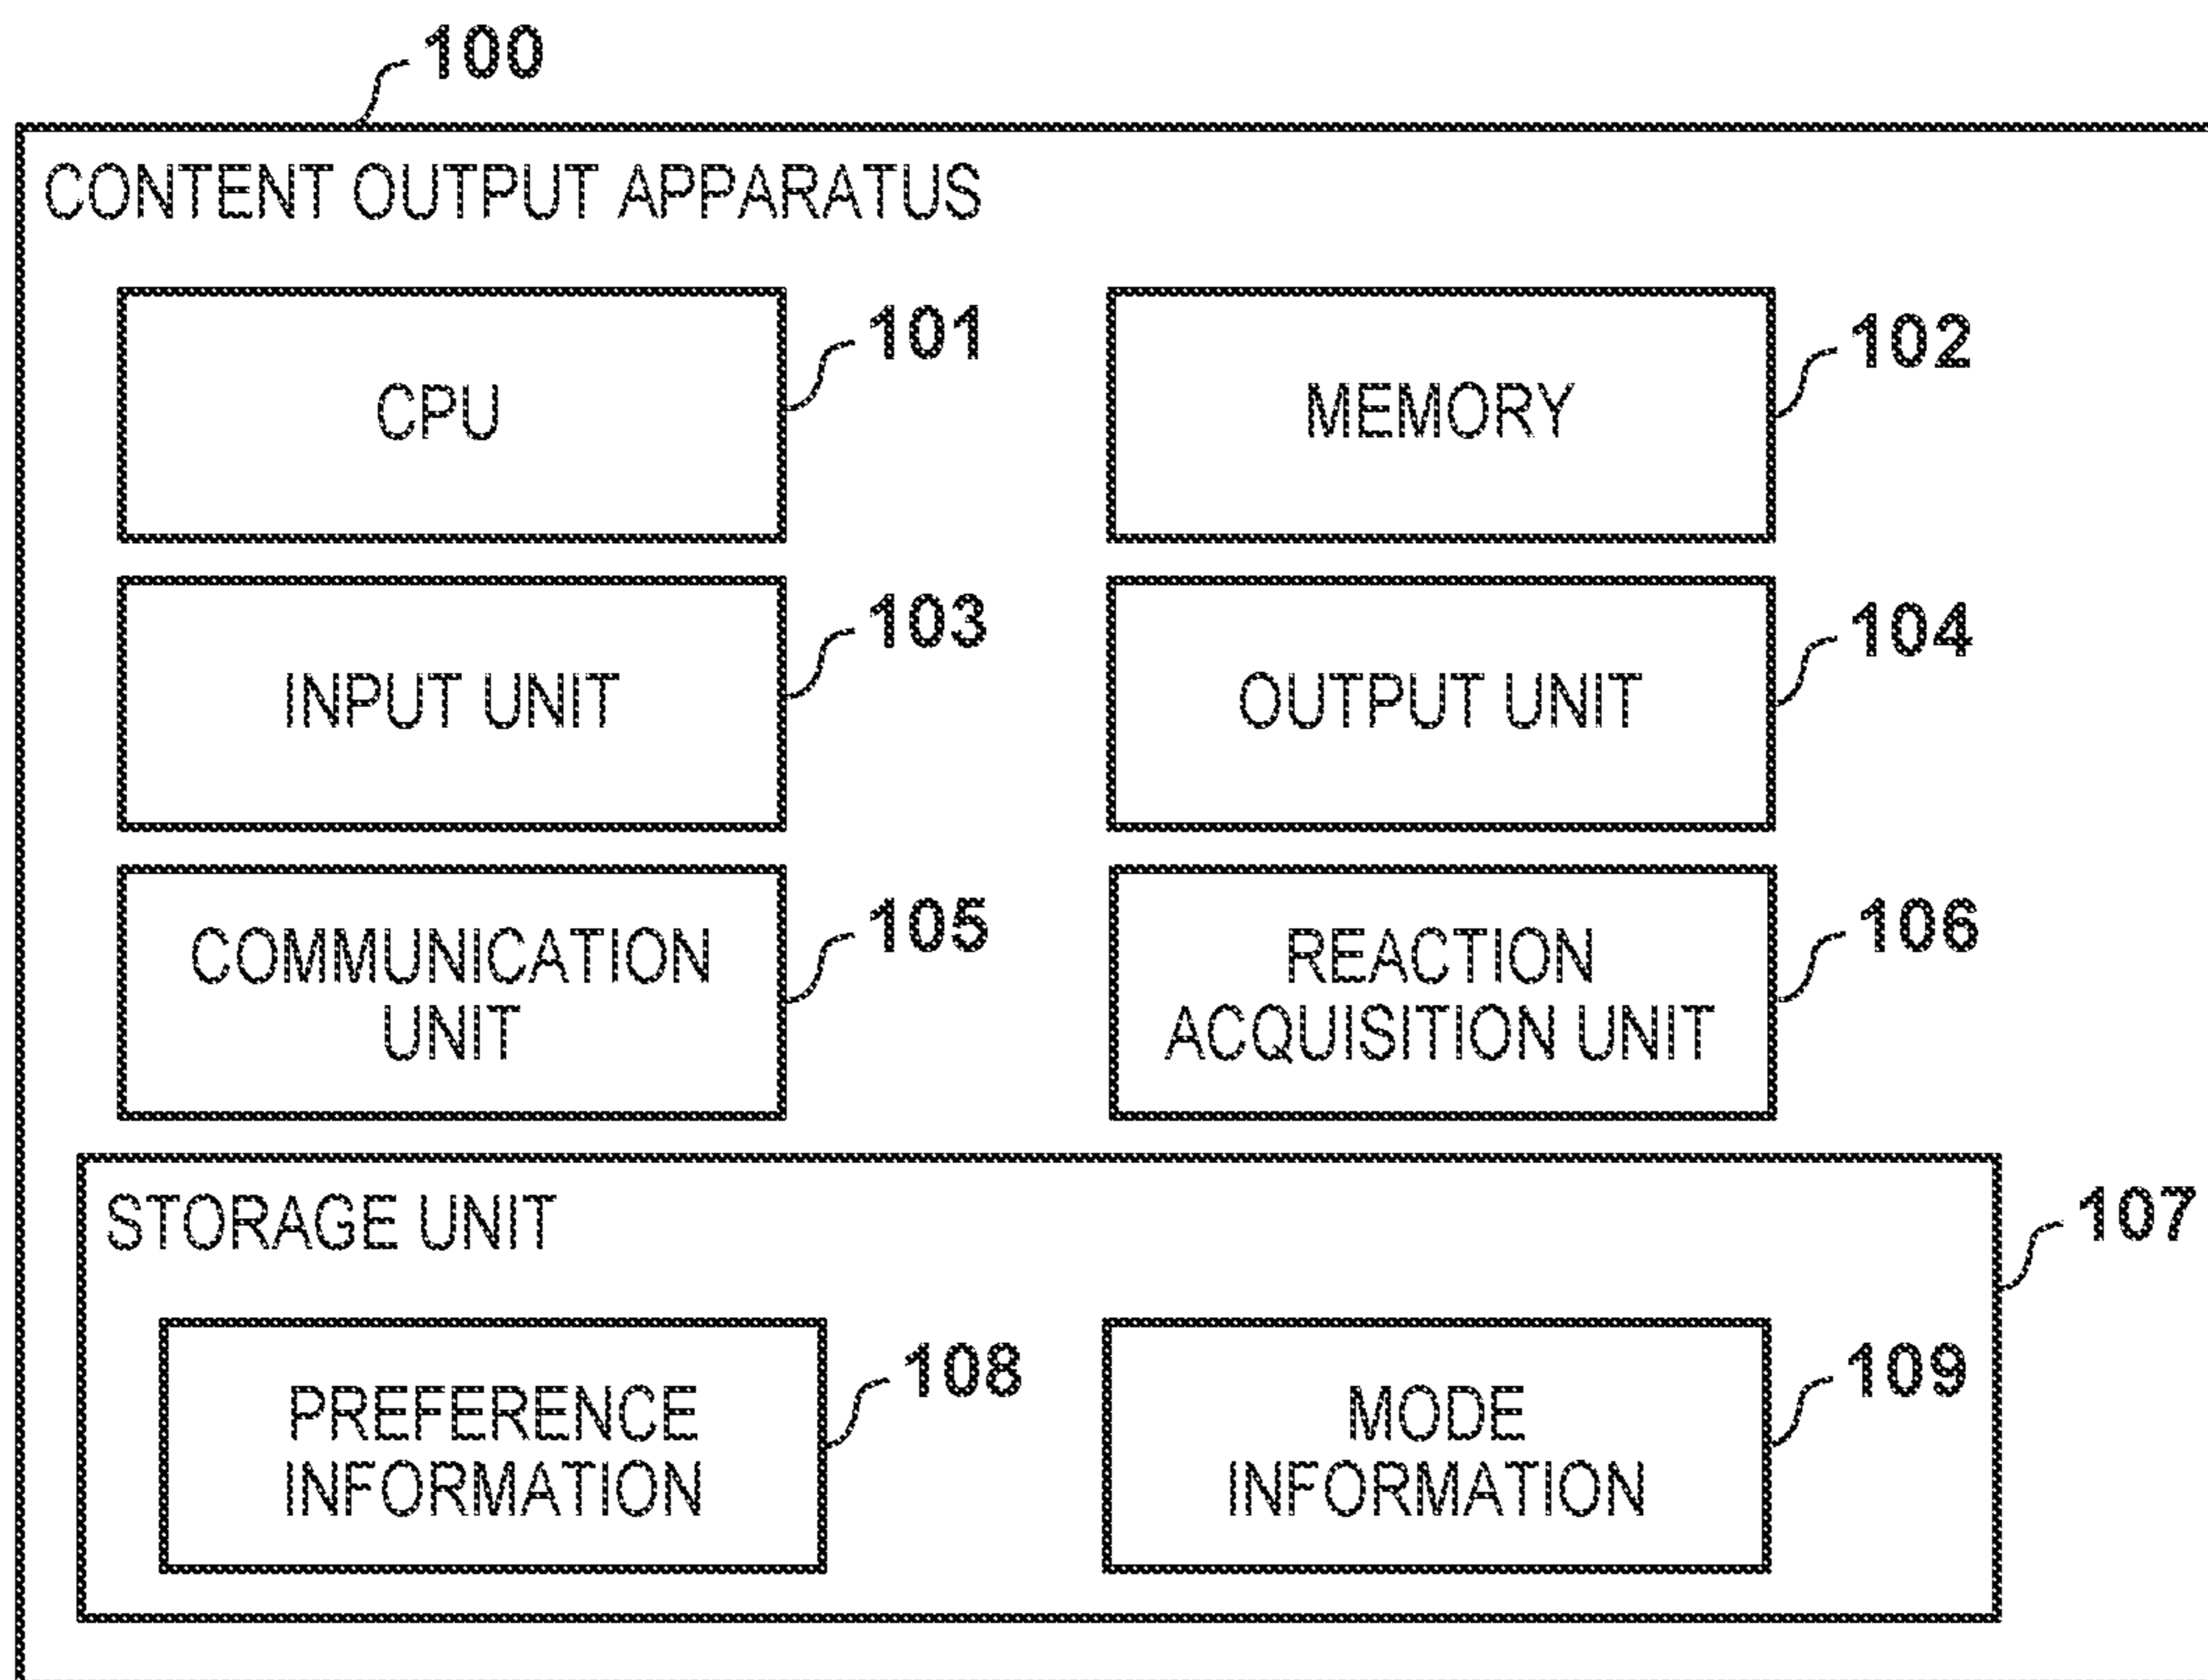 100
CONTENT OUTPUT APPARATUS
CPU
101
MEMORY
102
INPUT UNIT
103
OUTPUT UNIT
104
COMMUNICATION
UNIT
105
REACTION
ACQUISITION UNIT
106
STORAGE UNIT
107
PREFERENCE
INFORMATION
108
MODE
INFORMATION
109